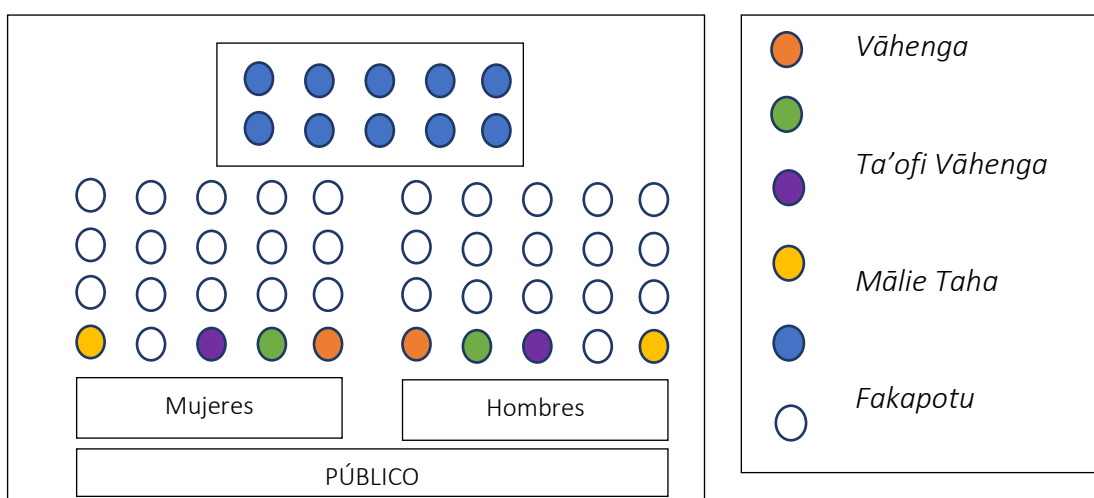 Vāhenga
Ta’ofi Vāhenga
Mālie Taha
Fakapotu
Mujeres
Hombres
PÚBLICO